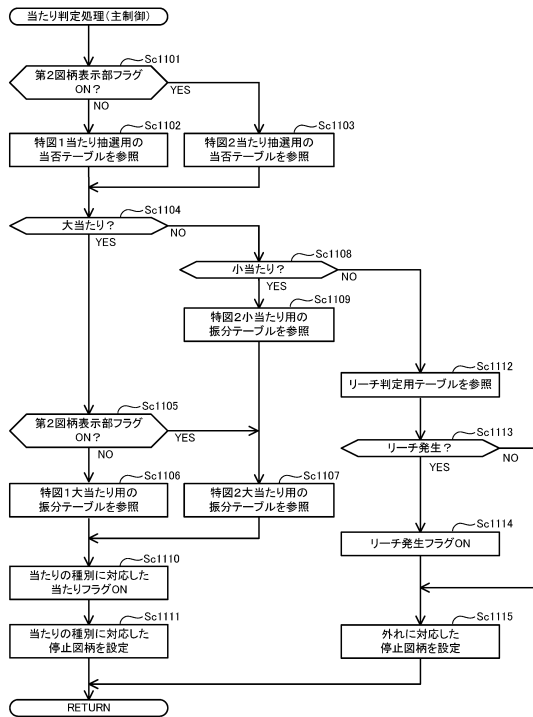 当たり判定処理(主制御)
Sc1101
第2図柄表示部フラグ
ON?
YES
NO
Sc1102
特図1当たり抽選用の
当否テーブルを参照
Sc1103
特図2当たり抽選用の
当否テーブルを参照
Sc1104
大当たり?
NO
YES
Sc1108
小当たり?
NO
YES
Sc1109
特図2小当たり用の
振分テーブルを参照
Sc1112
リーチ判定用テーブルを参照
Sc1105
第2図柄表示部フラグ
ON?
YES
NO
Sc1113
リーチ発生?
NO
YES
Sc1106
特図1大当たり用の
振分テーブルを参照
Sc1107
特図2大当たり用の
振分テーブルを参照
Sc1114
リーチ発生フラグON
Sc1110
当たりの種別に対応した
当たりフラグON
Sc1111
当たりの種別に対応した
停止図柄を設定
Sc1115
外れに対応した
停止図柄を設定
RETURN